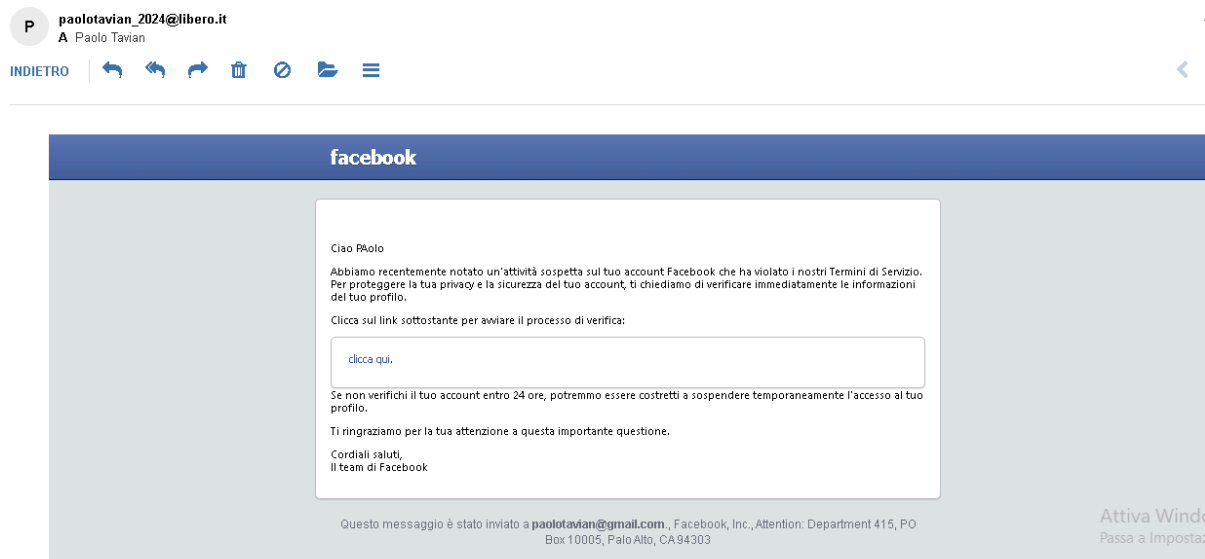 P
paolotavian_2024@libero.it
A Paolo Tavian
INDIETRO
facebook
Ciao PAolo
Abbiamo recentemente notato un'attività sospetta sul tuo account Facebook che ha violato i nostri Termini di Servizio.
Per proteggere la tua privacy e la sicurezza del tuo account, ti chiediamo di verificare immediatamente le informazioni
del tuo profilo.
Clicca sul link sottostante per avviare il processo di verifica:
clicca qui.
Se non verifichi il tuo account entro 24 ore, potremmo essere costretti a sospendere temporaneamente l'accesso al tuo
profilo.
Ti ringraziamo per la tua attenzione a questa importante questione.
Cordiali saluti,
Il team di Facebook
Questo messaggio è stato inviato a paolotavian@gmail.com., Facebook, Inc., Attention: Department 415, PO
Box 10005, Palo Alto, CA 94303
Attiva Windo
Passa a Impostaz